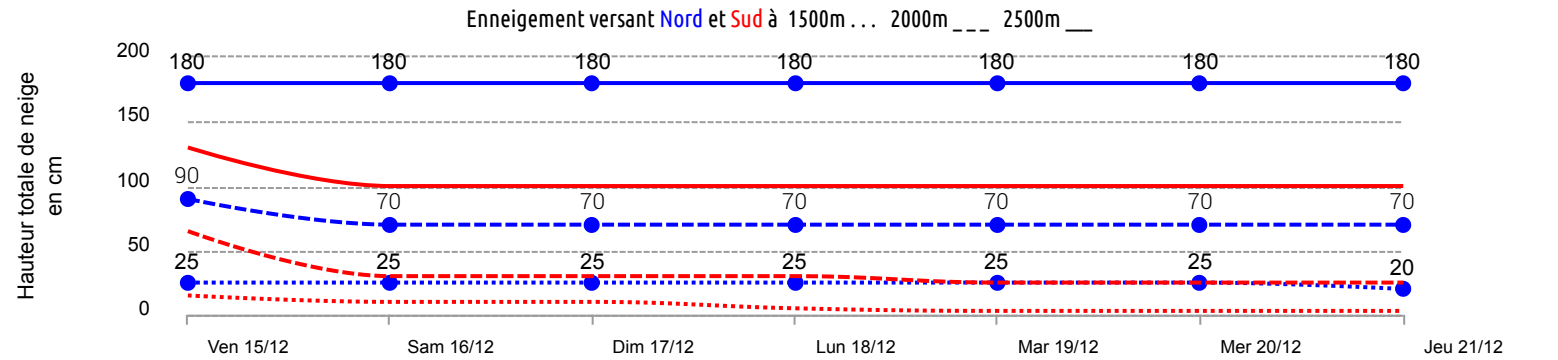 Enneigement versant Nord et Sud à 1500m . . . 2000m _ _ _ 2500m __
Hauteur totale de neige
en cm
200
150
100
50
0
180 180 180 180 180 180 180
90 70 70 70 70 70 70
25 25 25 25 25 25 20
Ven 15/12 Sam 16/12 Dim 17/12 Lun 18/12 Mar 19/12 Mer 20/12 Jeu 21/12